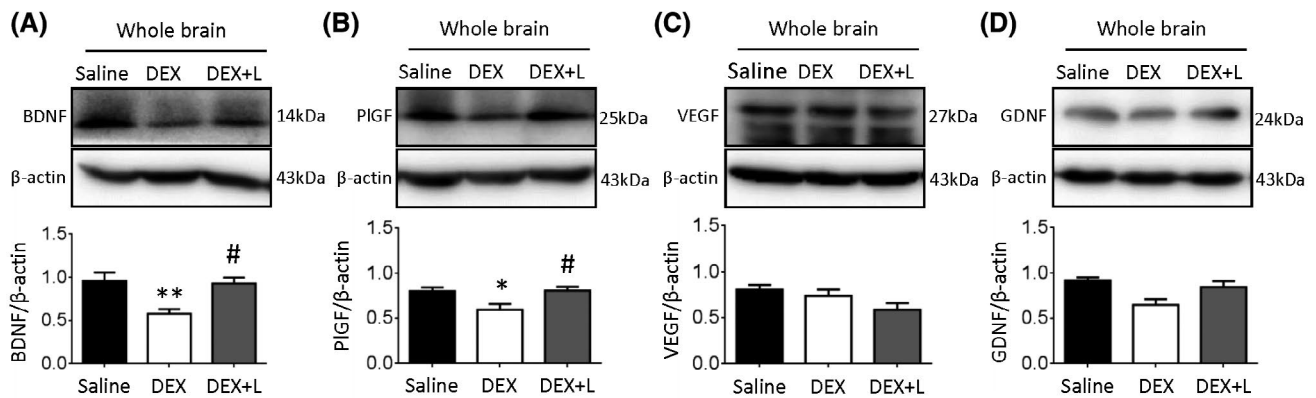 (A)
Whole brain
Saline DEX DEX+L
BDNF 14kDa
β-actin 43kDa
BDNF/β-actin
1.5
1.0
0.5
0.0
**
#
Saline DEX DEX+L
(B)
Whole brain
Saline DEX DEX+L
PlGF 25kDa
β-actin 43kDa
PlGF/β-actin
1.5
1.0
0.5
0.0
*
#
Saline DEX DEX+L
(C)
Whole brain
Saline DEX DEX+L
VEGF 27kDa
β-actin 43kDa
VEGF/β-actin
1.5
1.0
0.5
0.0
Saline DEX DEX+L
(D)
Whole brain
Saline DEX DEX+L
GDNF 24kDa
β-actin 43kDa
GDNF/β-actin
1.5
1.0
0.5
0.0
Saline DEX DEX+L